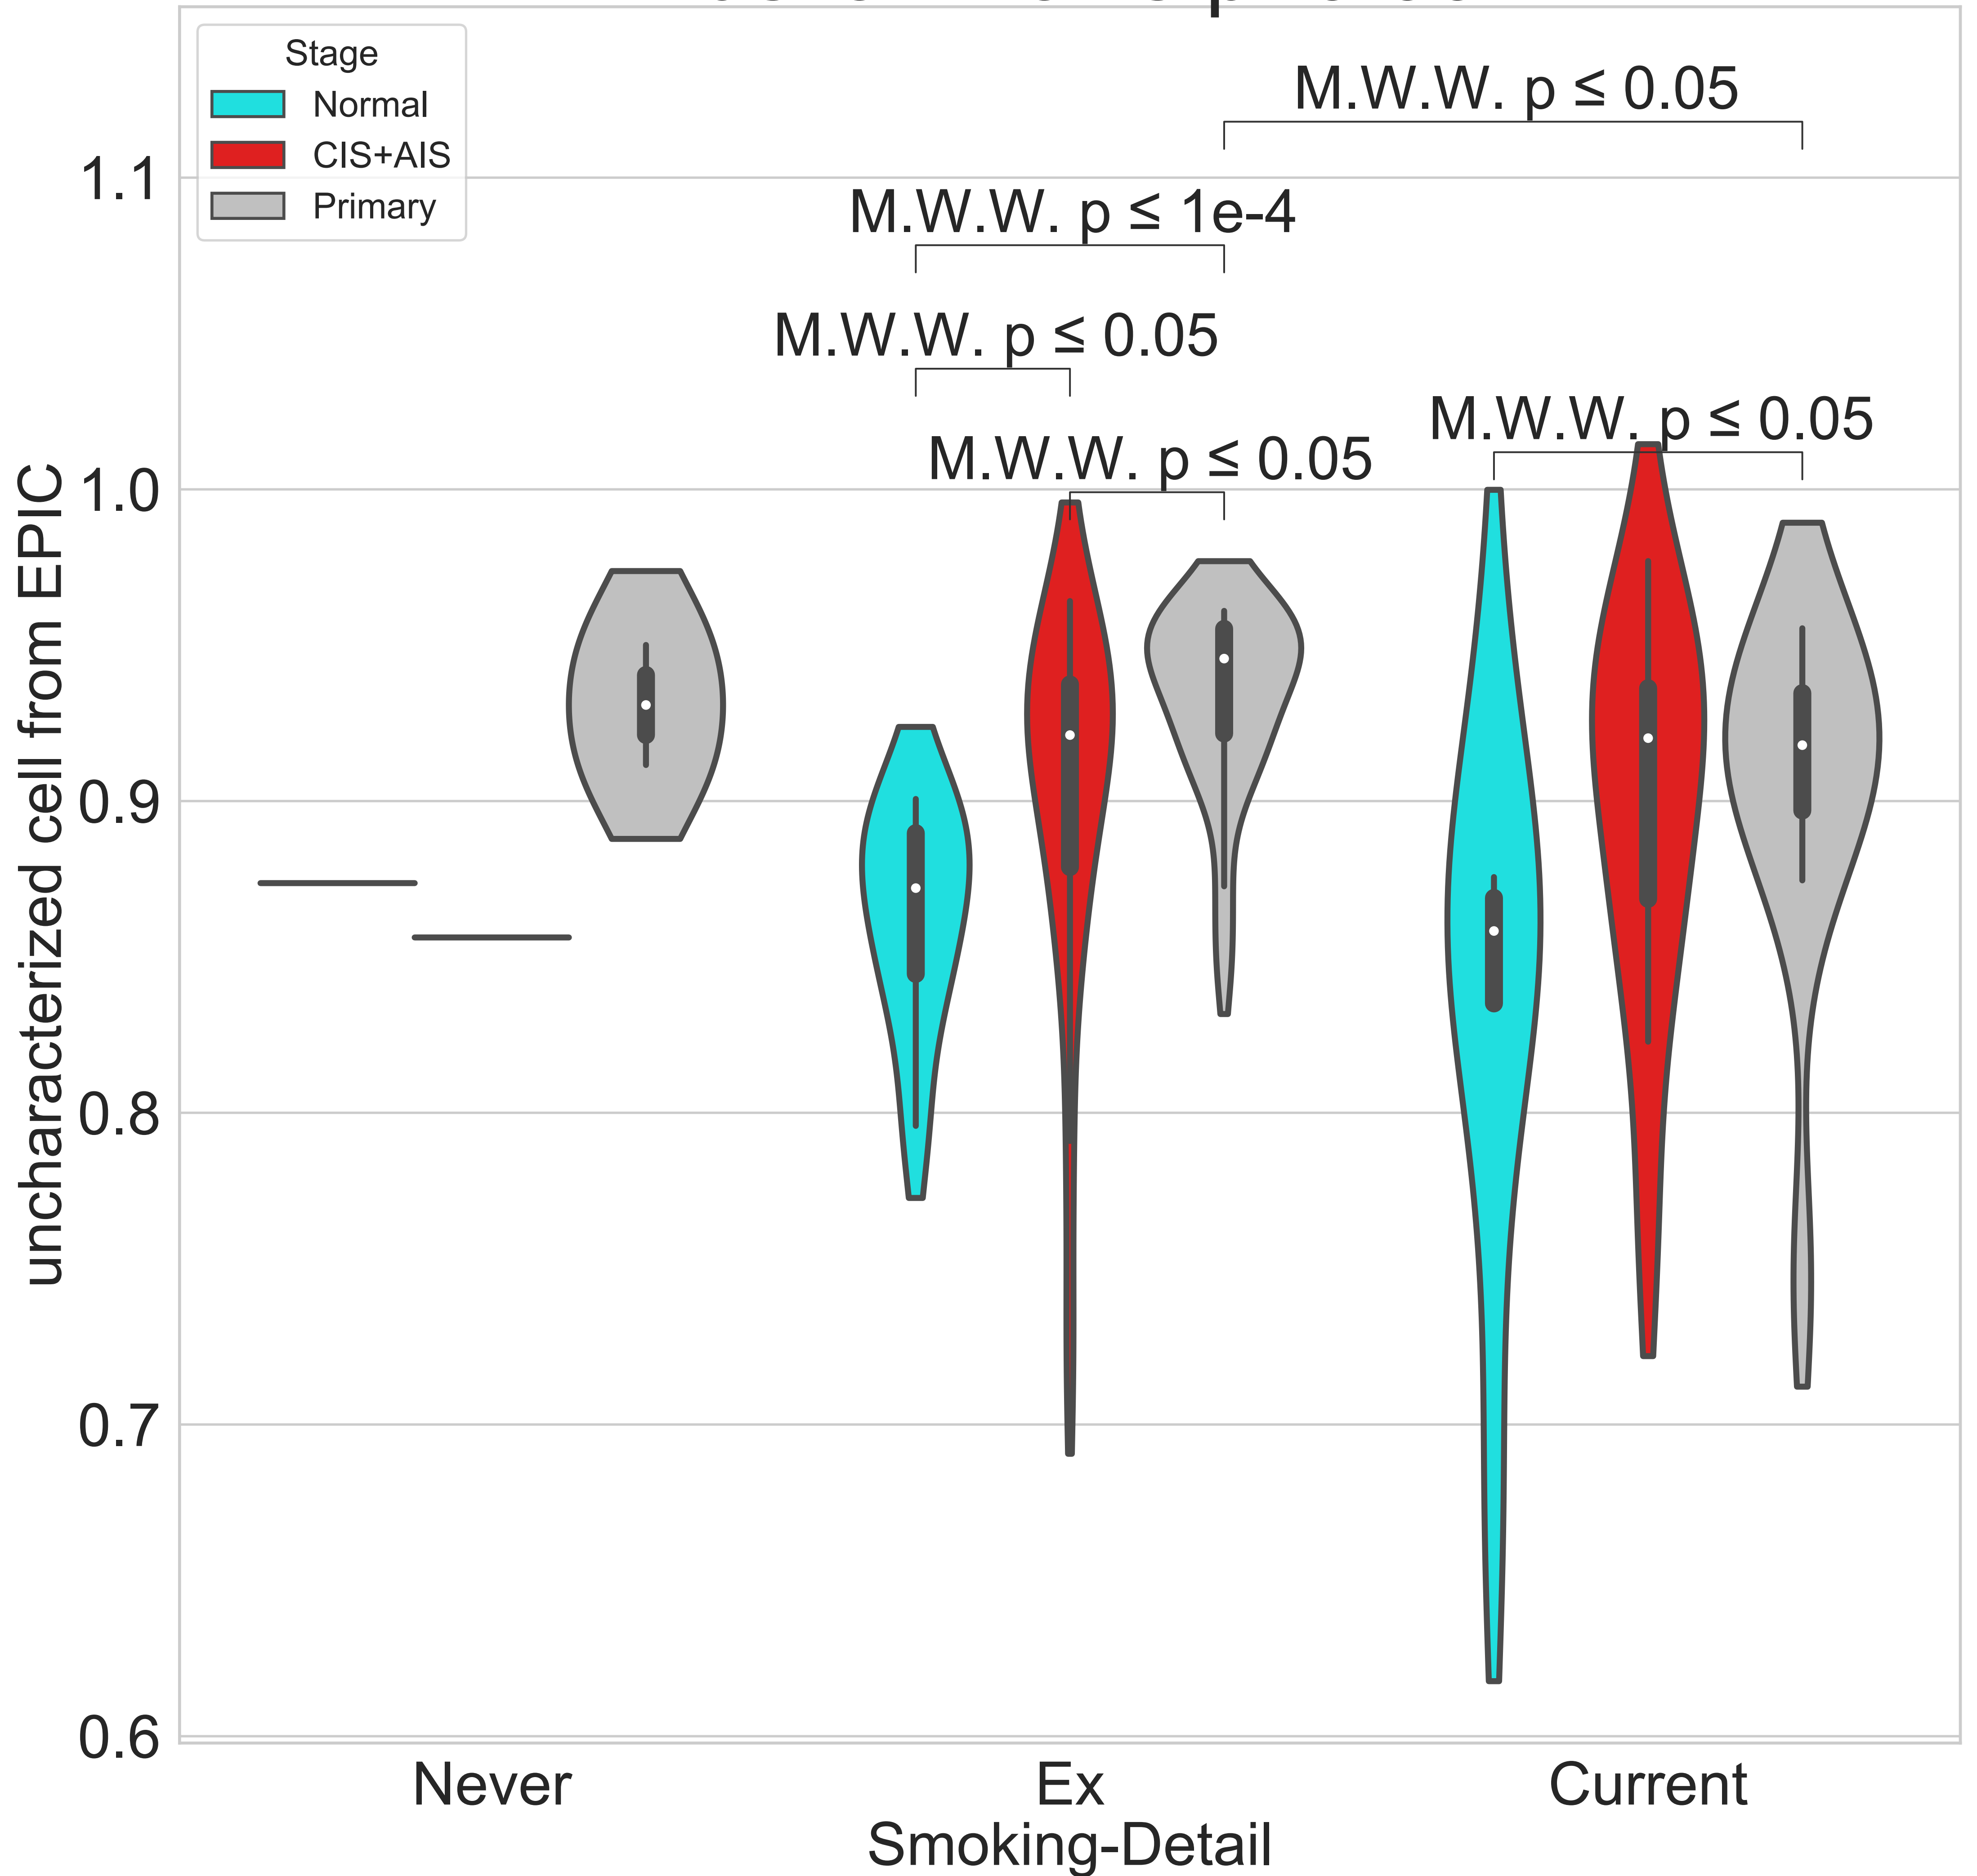 Stage
Normal
CIS+AIS
Primary
M.W.W. p ≤ 0.05
M.W.W. p ≤ 1e-4
M.W.W. p ≤ 0.05
M.W.W. p ≤ 0.05
M.W.W. p ≤ 0.05
uncharacterized cell from EPIC
1.1
1.0
0.9
0.8
0.7
0.6
Never
Ex
Current
Smoking-Detail